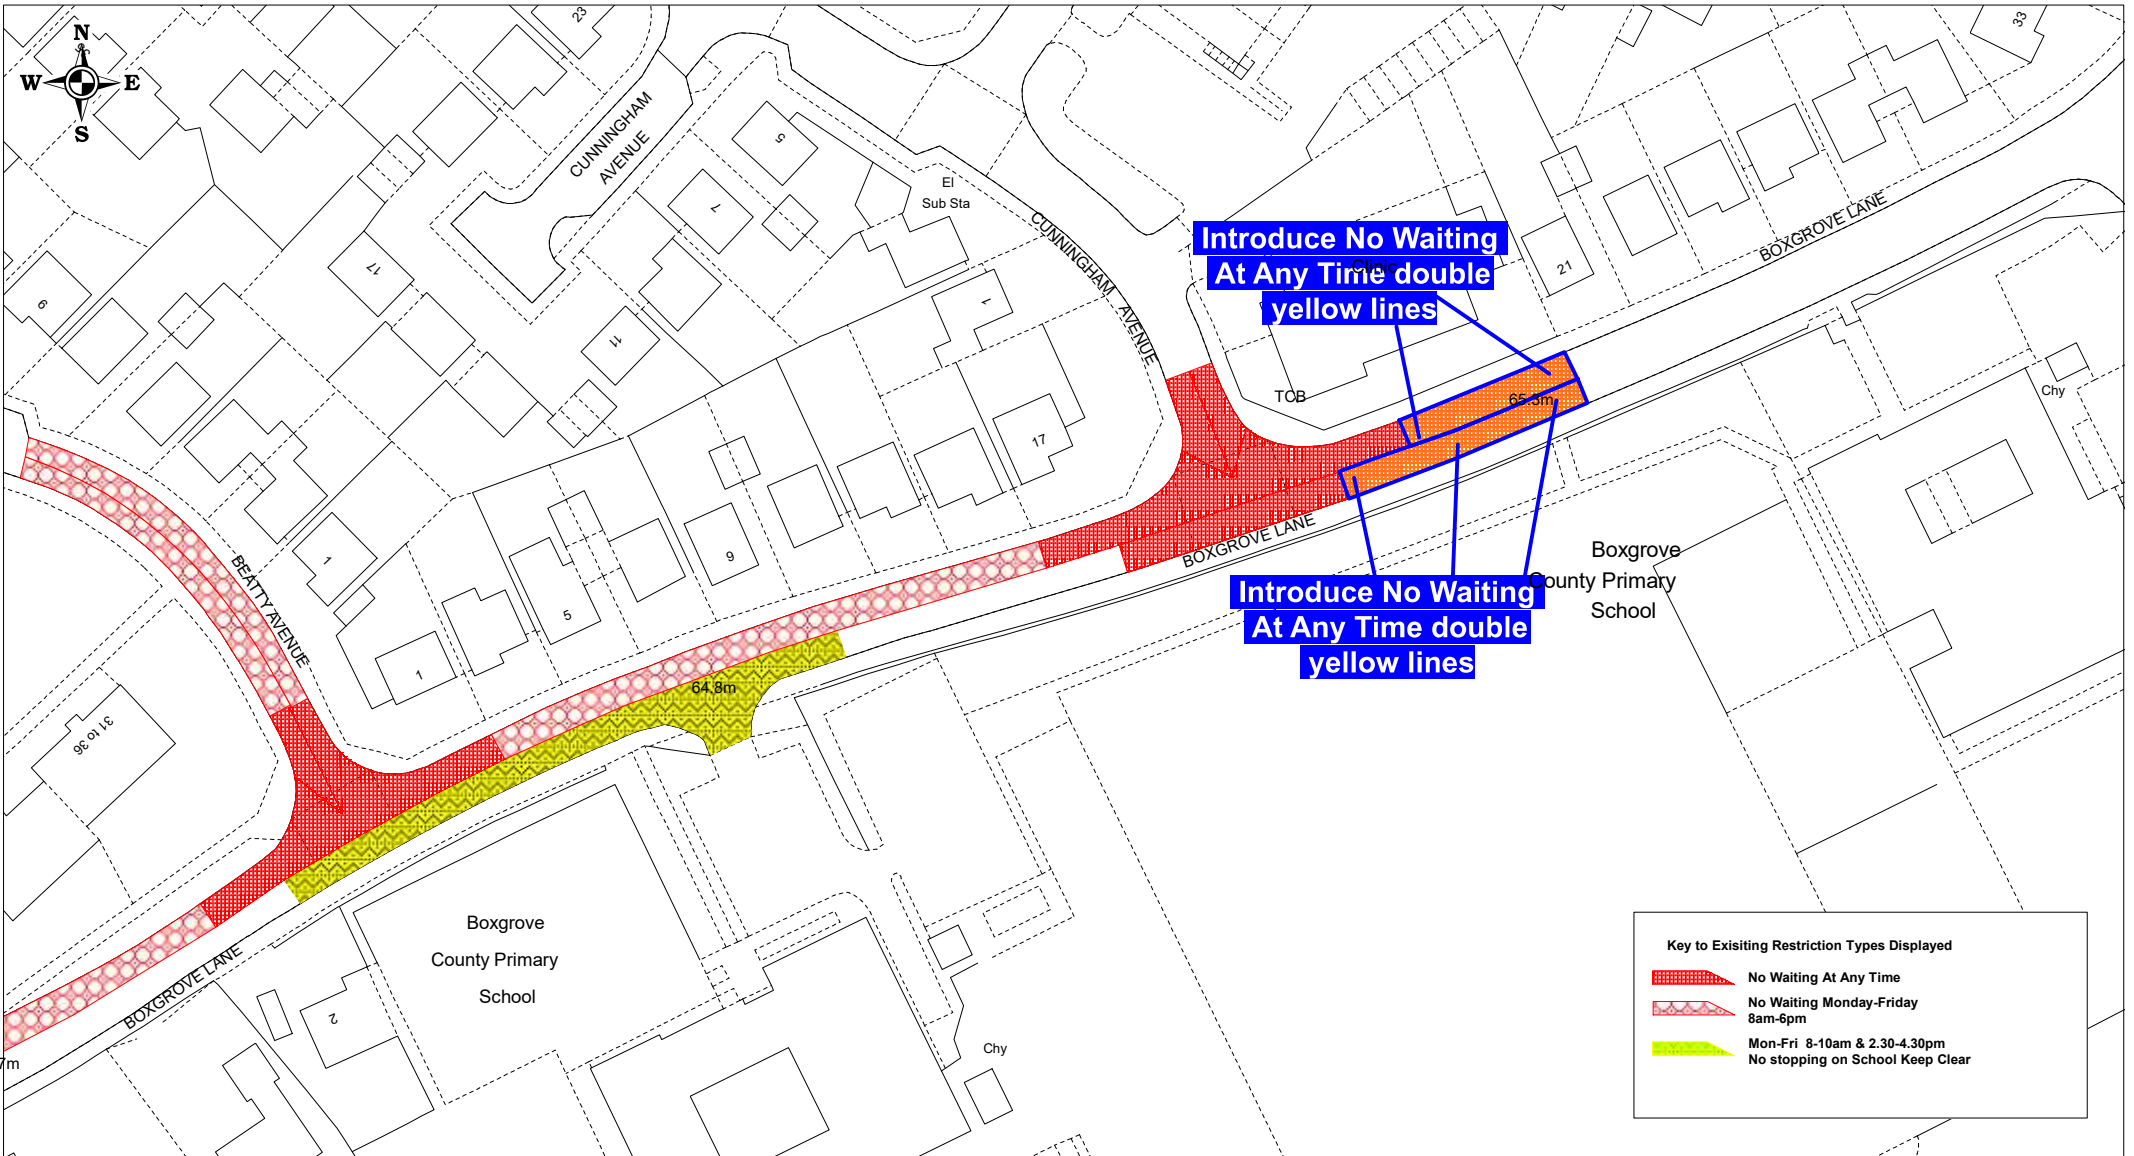 23
33
N
W E
S
36
CUNNINGHAM
AVENUE
5
7
El
Sub Sta
CUNNINGHAM AVENUE
BOXGROVE LANE
Introduce No Waiting
At Any Time double
yellow lines
Clinic
21
17
9
11
1
TCB
65.3m
Chy
17
9
5
1
1
BEATTY AVENUE
BOXGROVE LANE
Boxgrove
County Primary
School
Introduce No Waiting
At Any Time double
yellow lines
64.8m
31 to 36
Boxgrove
County Primary
School
BOXGROVE LANE
2
7m
Chy
Key to Exisiting Restriction Types Displayed
No Waiting At Any Time
No Waiting Monday-Friday
8am-6pm
Mon-Fri 8-10am & 2.30-4.30pm
No stopping on School Keep Clear